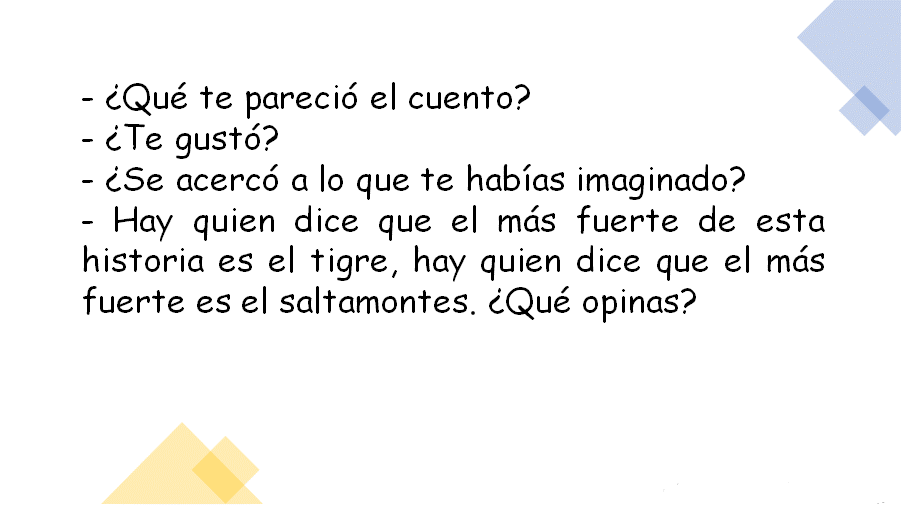 - ¿Qué te pareció el cuento?
- ¿Te gustó?
- ¿Se acercó a lo que te habías imaginado?
- Hay quien dice que el más fuerte de esta
historia es el tigre, hay quien dice que el más
fuerte es el saltamontes. ¿Qué opinas?